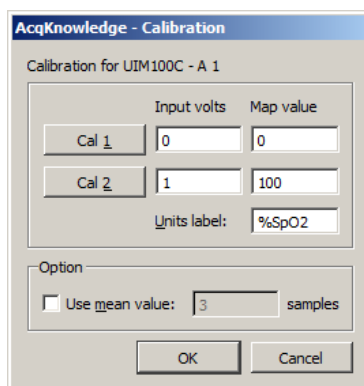 AcqKnowledge - Calibration
Calibration for UIM100C - A 1
Input volts Map value
Cal 1 0 0
Cal 2 1 100
Units label: %SpO2
Option
Use mean value: 3 samples
OK Cancel